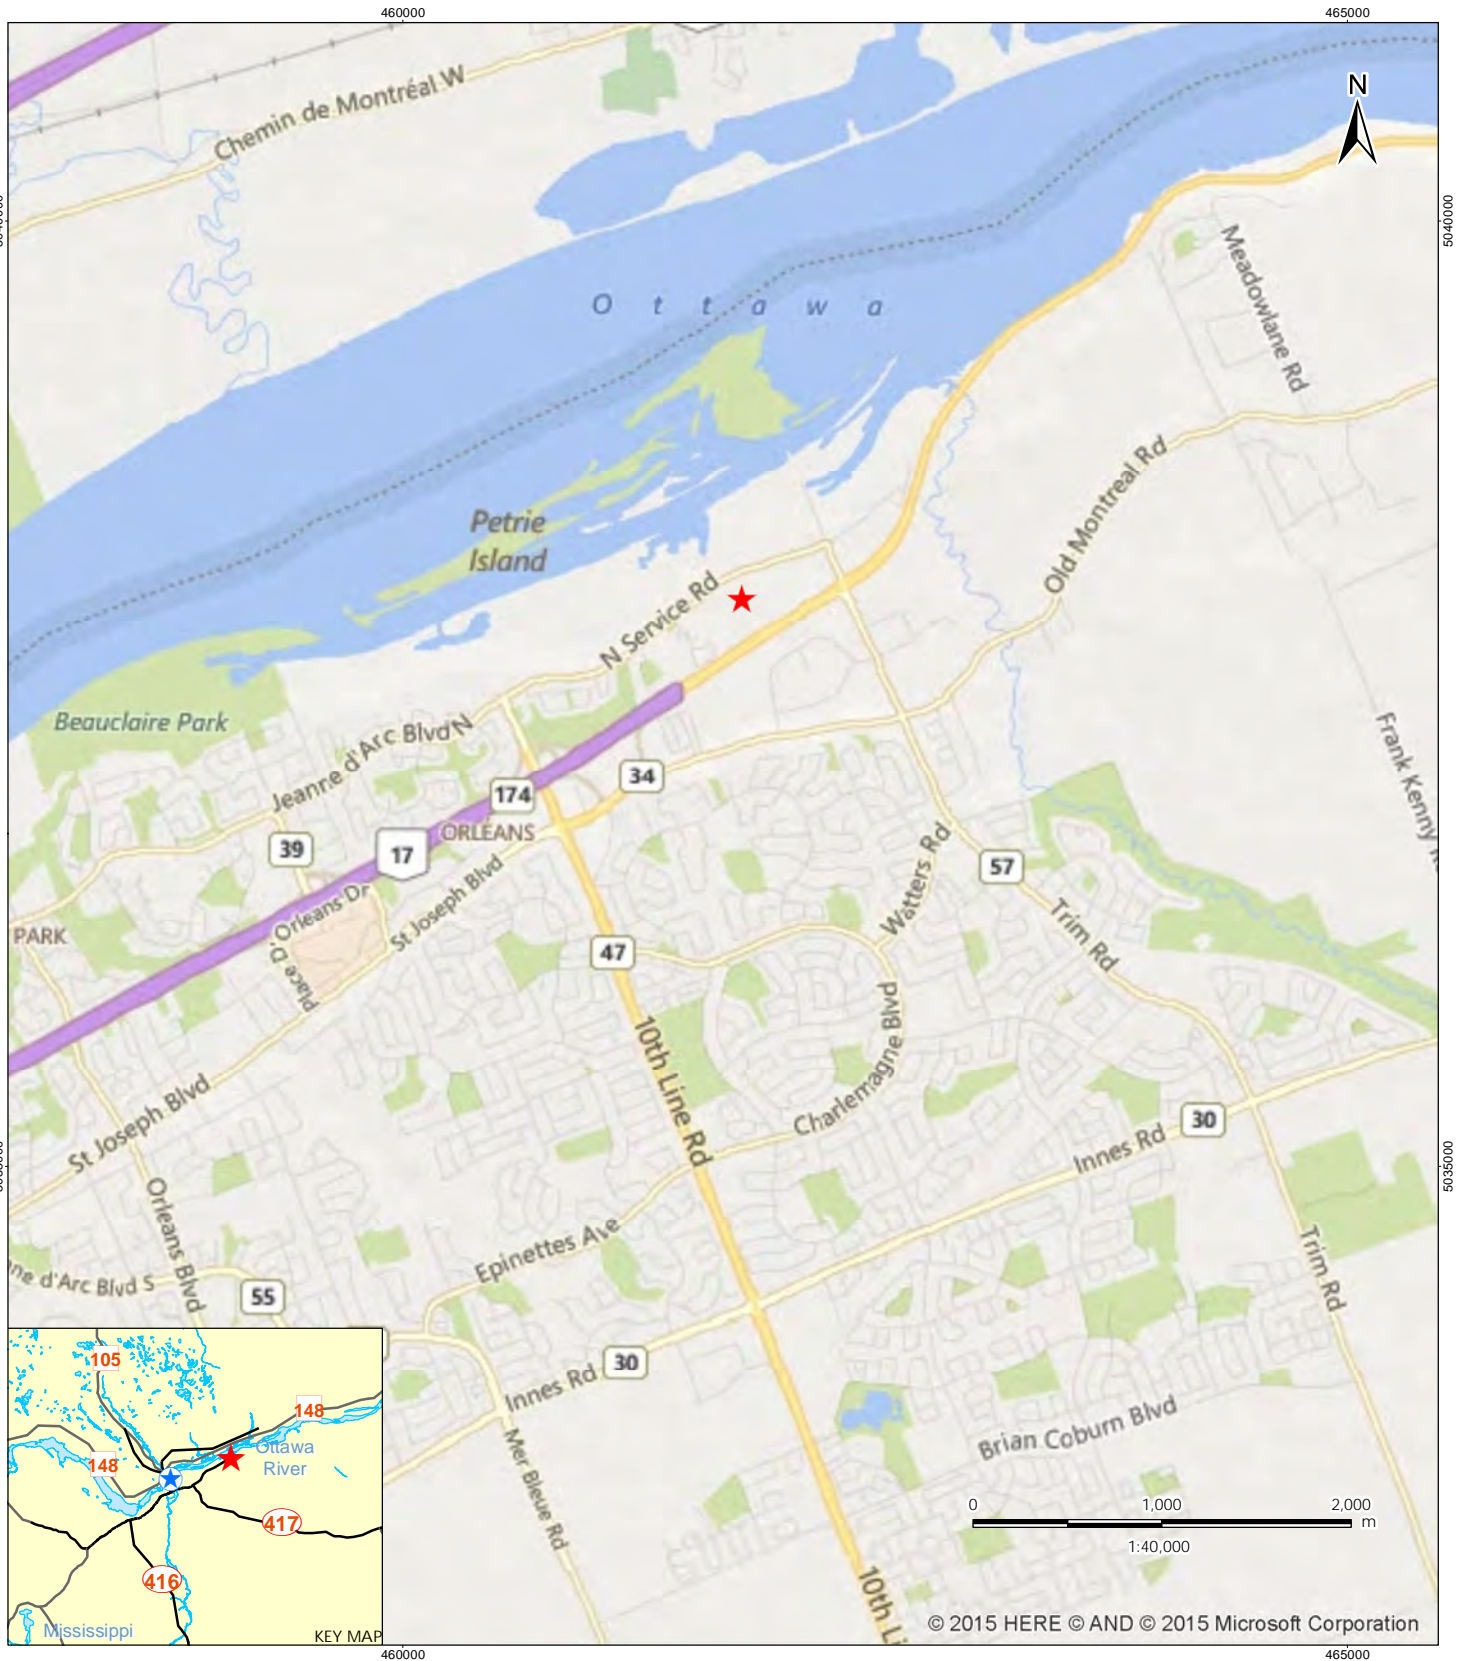 460000
465000
N
Chemin de Montréal W
5040000
Meadowlane Rd
O t t a w a
Old Montreal Rd
Petrie
Island
N Service Rd
Beauclaire Park
Jeanne d'Arc Blvd N
Frank Kenny
34
174
ORLEANS
39
17
Watters Rd
57
Orleans Dr
St Joseph Blvd
Trim Rd
PARK
Place D'
47
Charlemagne Blvd
10th Line Rd
St Joseph Blvd
30
Innes Rd
5035000
Orleans Blvd
Epinettes Ave
Trim Rd
ne d'Arc Blvd S
55
30
Innes Rd
Brian Coburn Blvd
Mer Bleue Rd
105
148
Ottawa
River
148
417
416
Mississippi
KEY MAP
0 1,000 2,000
m
1:40,000
10th Li
© 2015 HERE © AND © 2015 Microsoft Corporation
460000
465000